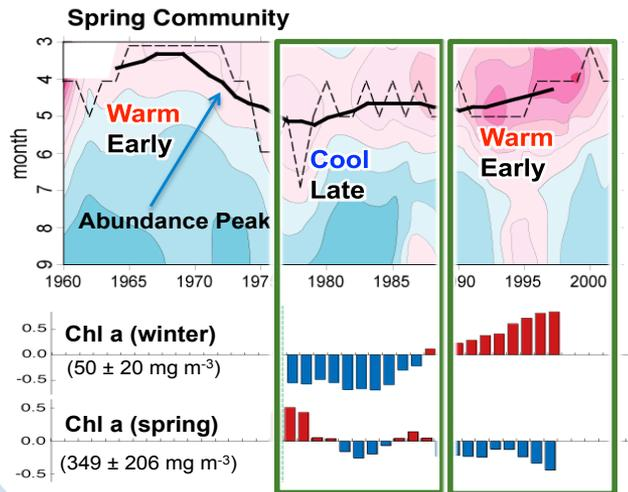 Spring Community
3
4
5
6
7
8
9
month
Warm
Early
Abundance Peak
Cool
Late
Warm
Early
1960 1965 1970 197 1980 1985 90 1995 2000
Chl a (winter)
(50 ± 20 mg m-3)
0.5
0.0
-0.5
Chl a (spring)
(349 ± 206 mg m-3)
0.5
0.0
-0.5